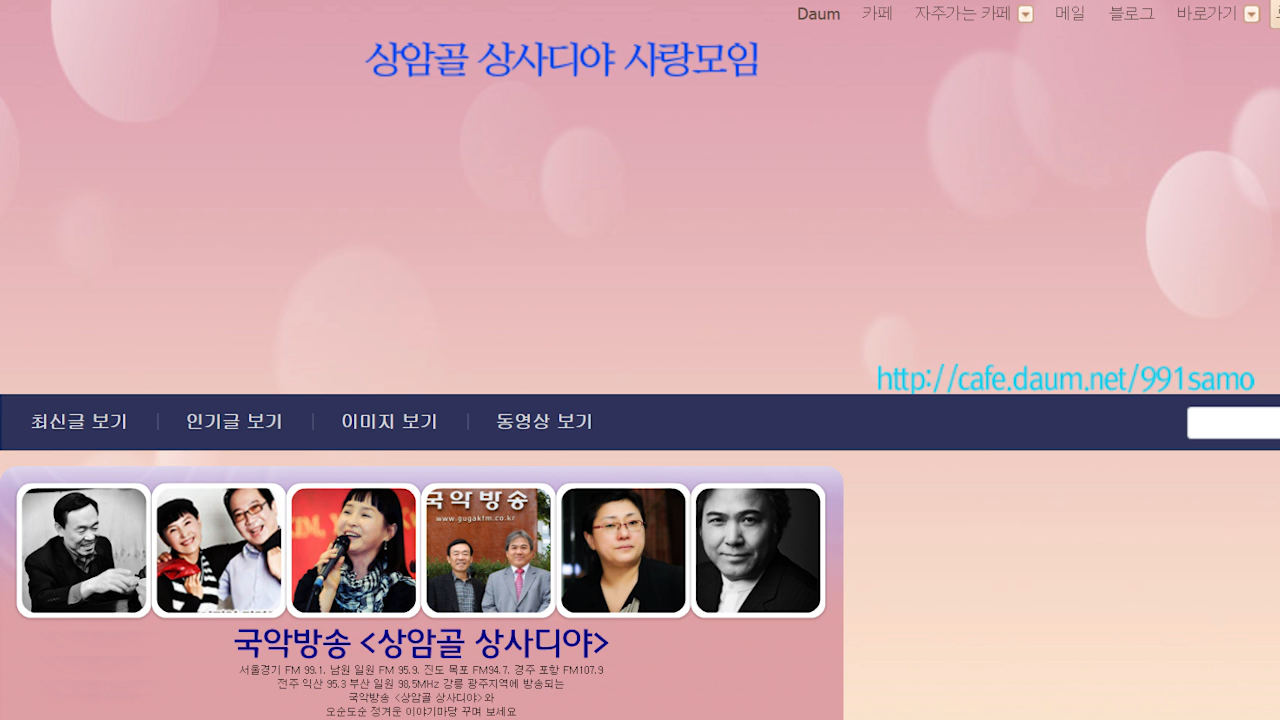 Daum 카페 자주가는 카페 메일 블로그 바로가기
상암골 상사디야 사랑모임
http://cafe.daum.net/991samo
최신글 보기 인기글 보기 이미지 보기 동영상 보기
국악방송
www.gugakfm.co.kr
국악방송 <상암골 상사디야>
서울경기 FM 99.1. 남원 일원 FM 95.9. 진도 목포 FM94.7. 경주 포항 FM107.9
전주 익산 95.3 부산 일원 98,5MHz 강릉 광주지역에 방송되는
국악방송 <상암골 상사디야>와
오순도순 정겨운 이야기마당 꾸며 보세요